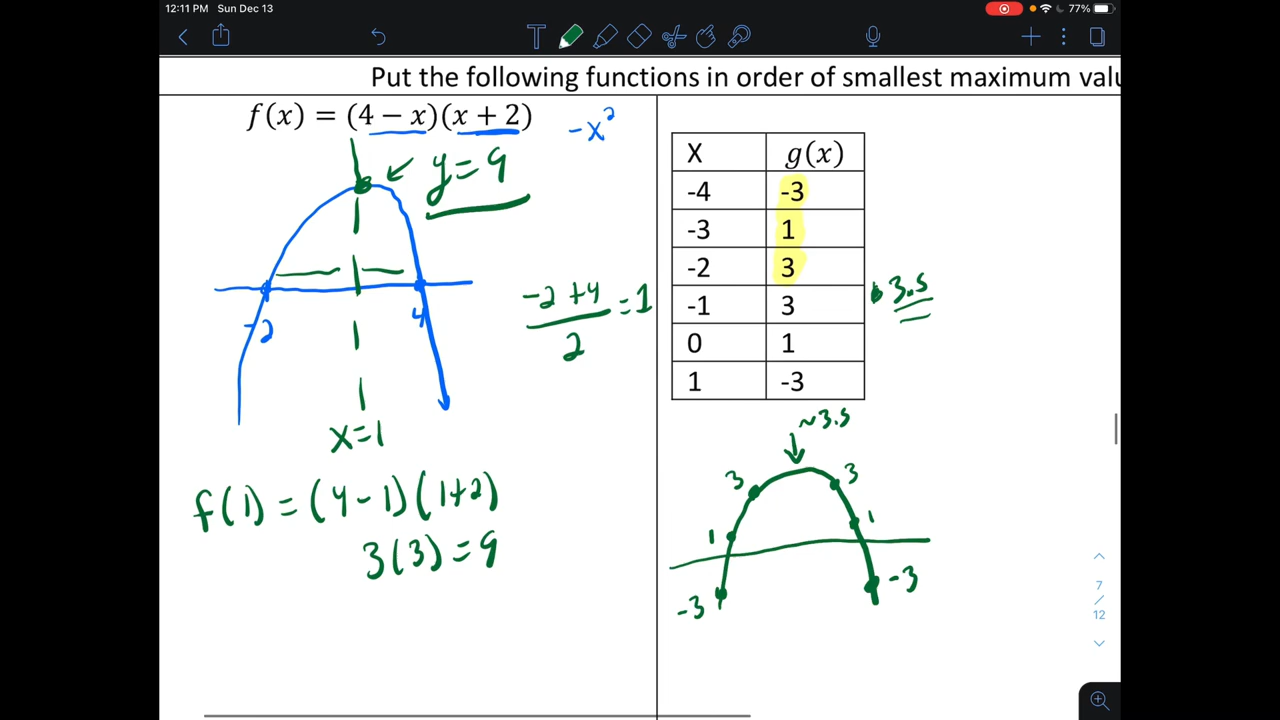 12:11 PM Sun Dec 13
77%
Put the following functions in order of smallest maximum valu
f(x) = (4 − x)(x + 2)
-x²
y=9
-2
4
x=1
-2+4
2
=1
f(1) = (4-1)(1+2)
3(3)=9
X g(x)
-4 -3
-3 1
-2 3
-1 3
0 1
1 -3
3.5
~3.5
3 3
1 1
-3 -3
7
/
12